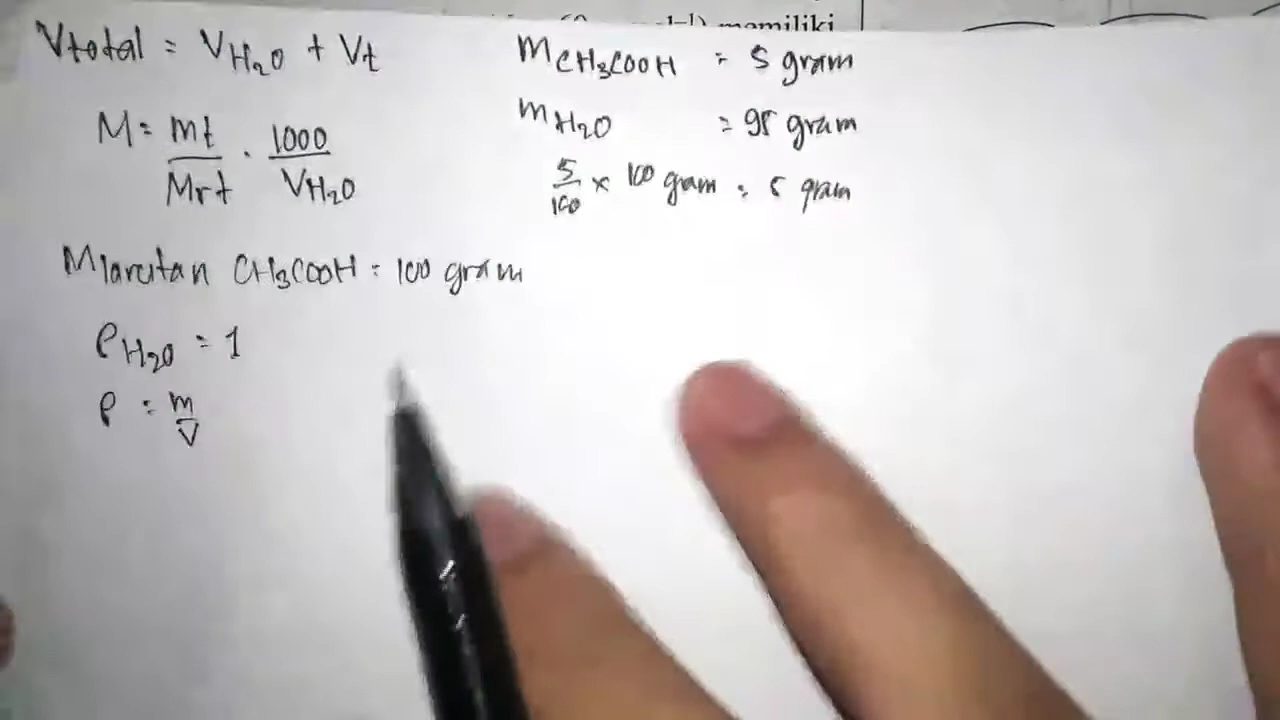 memiliki
Vtotal = VH₂O + Vt
M = mt/Mrt · 1000/VH₂O
Mlarutan CH₃COOH = 100 gram
ρH₂O = 1
ρ = m/V
mCH₃COOH = 5 gram
mH₂O = 95 gram
5/100 × 100 gram = 5 gram